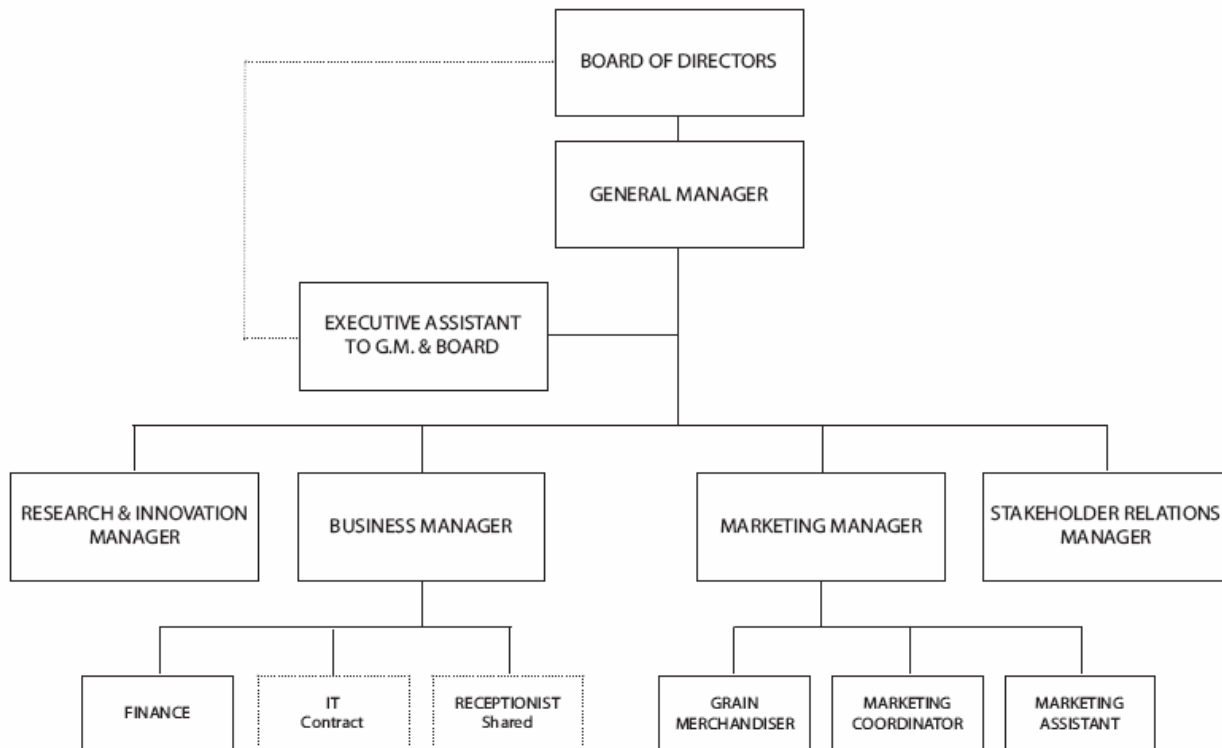 BOARD OF DIRECTORS
GENERAL MANAGER
EXECUTIVE ASSISTANT
TO G.M. & BOARD
RESEARCH & INNOVATION
MANAGER
BUSINESS MANAGER
MARKETING MANAGER
STAKEHOLDER RELATIONS
MANAGER
FINANCE
IT
Contract
RECEPTIONIST
Shared
GRAIN
MERCHANDISER
MARKETING
COORDINATOR
MARKETING
ASSISTANT